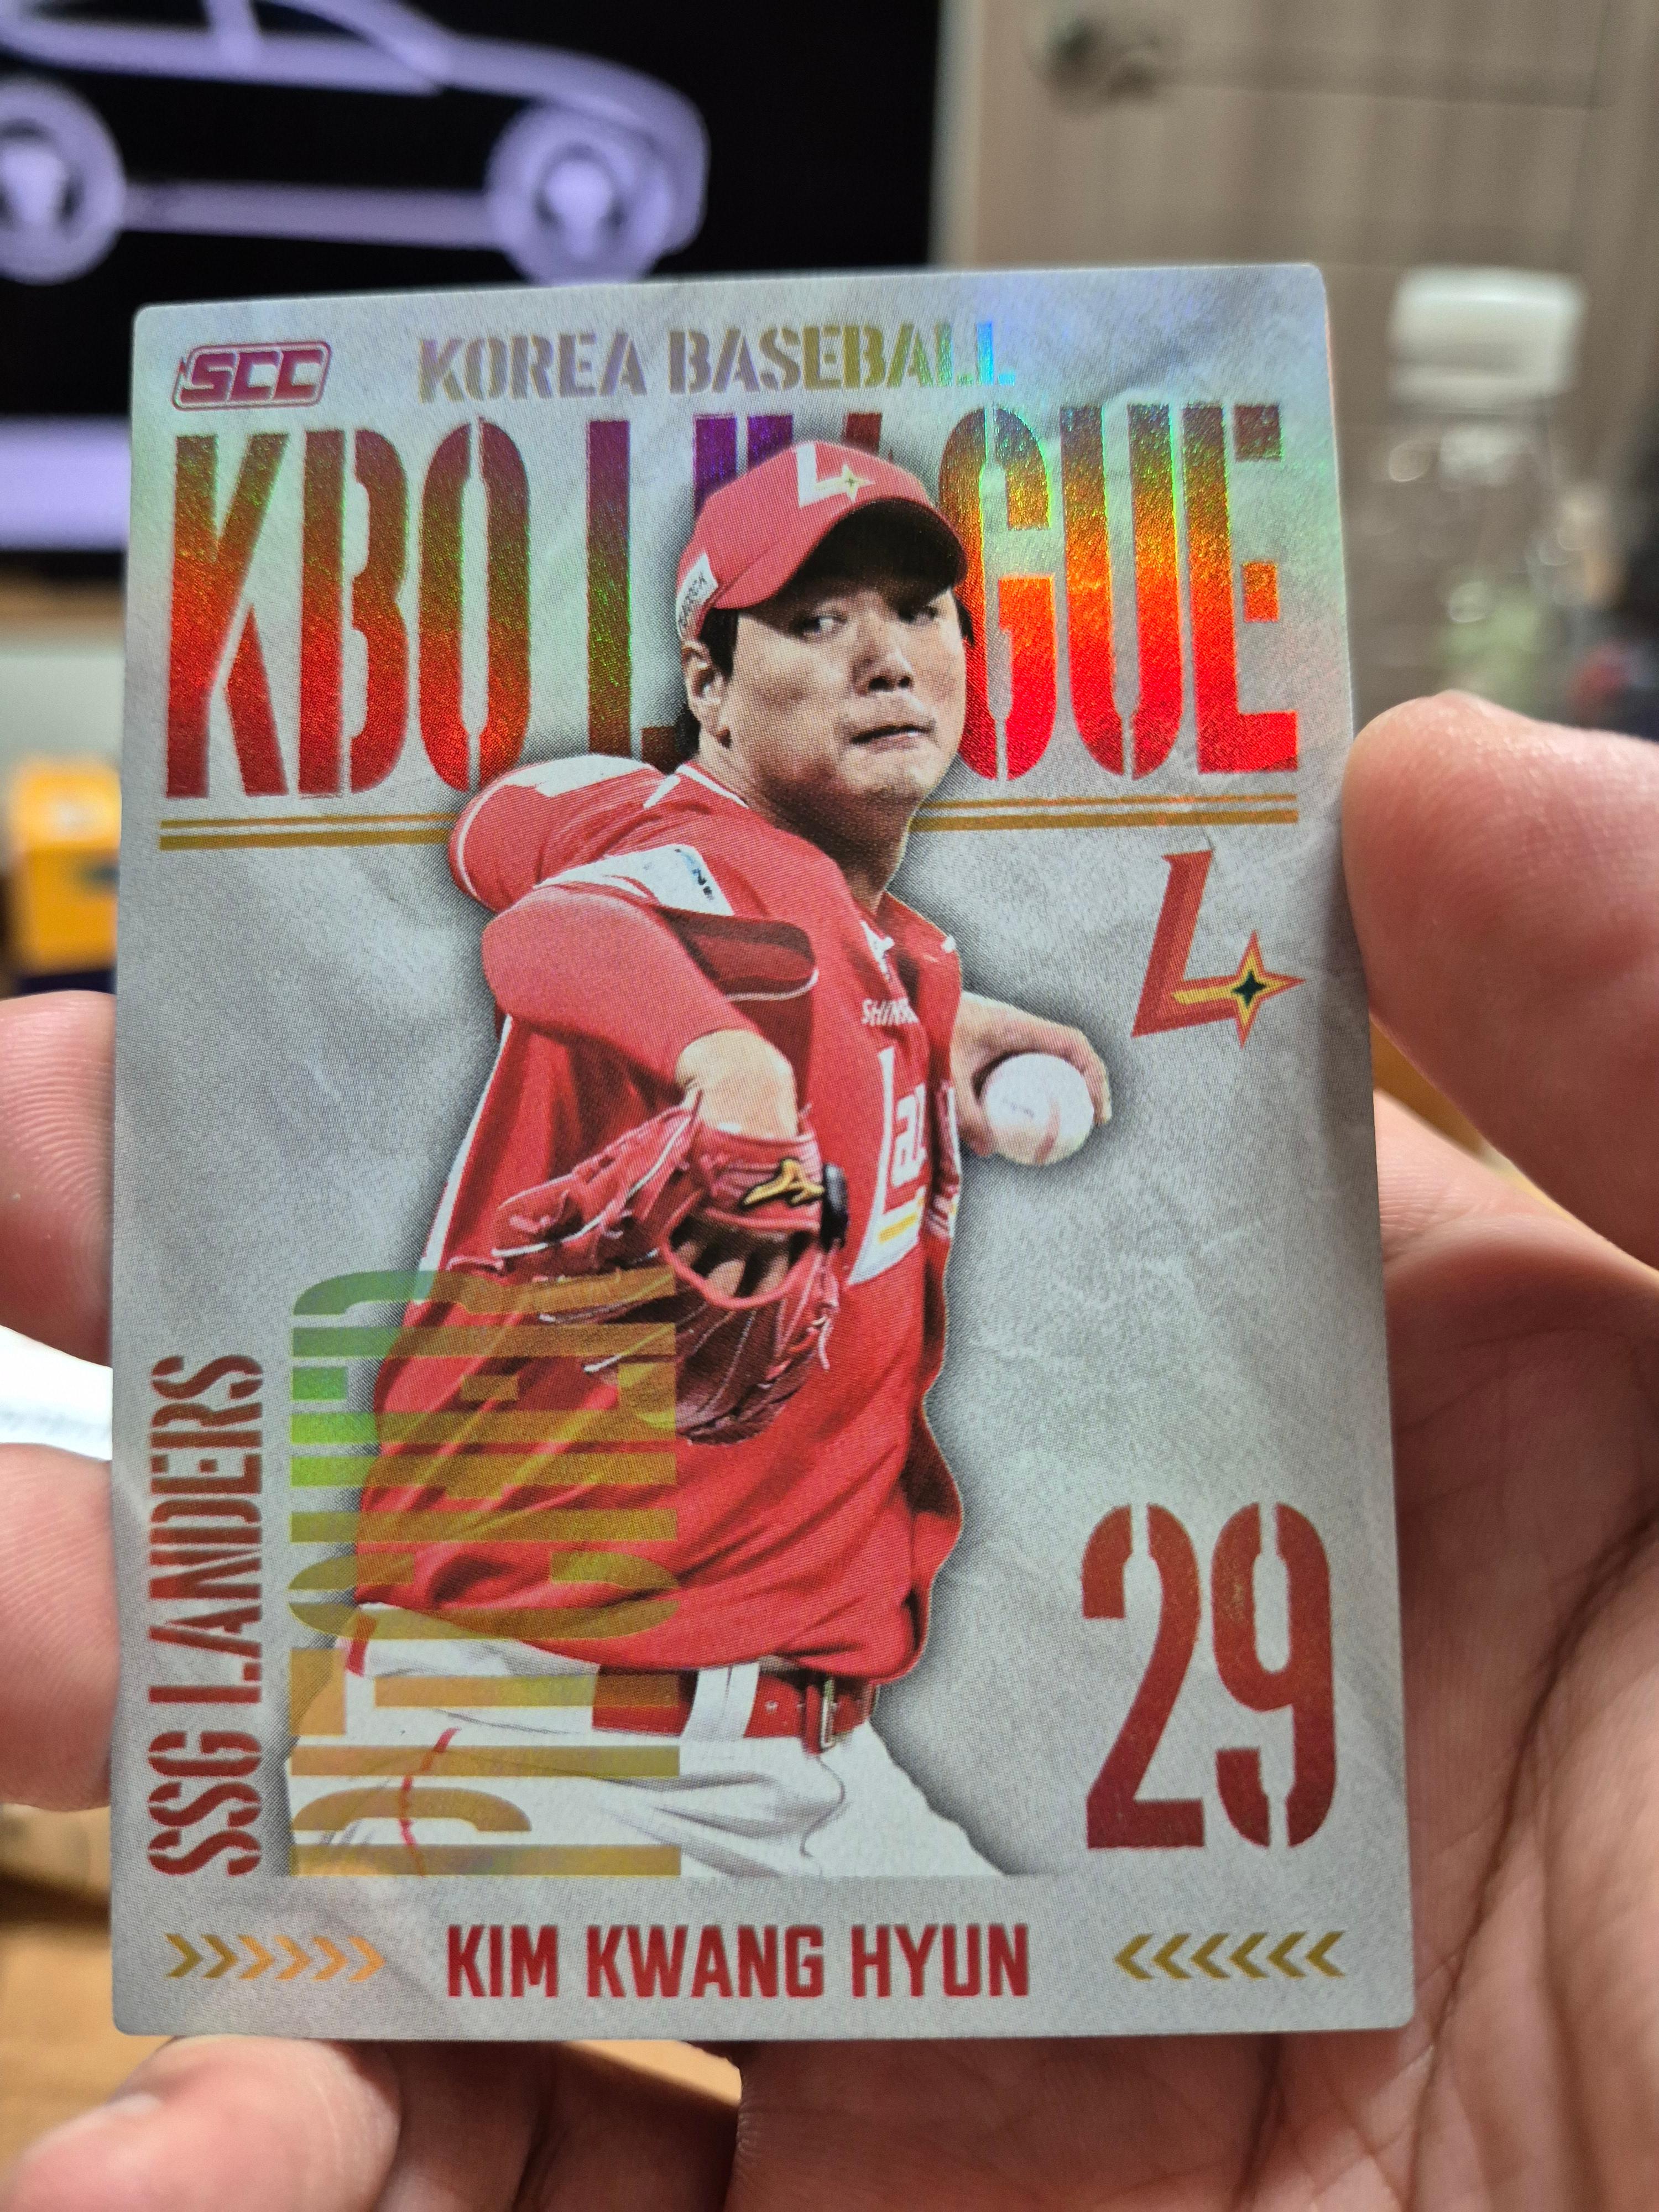 SCC
KOREA BASEBALL
KBO LEAGUE
L
SSG LANDERS
PITCHER
29
KIM KWANG HYUN